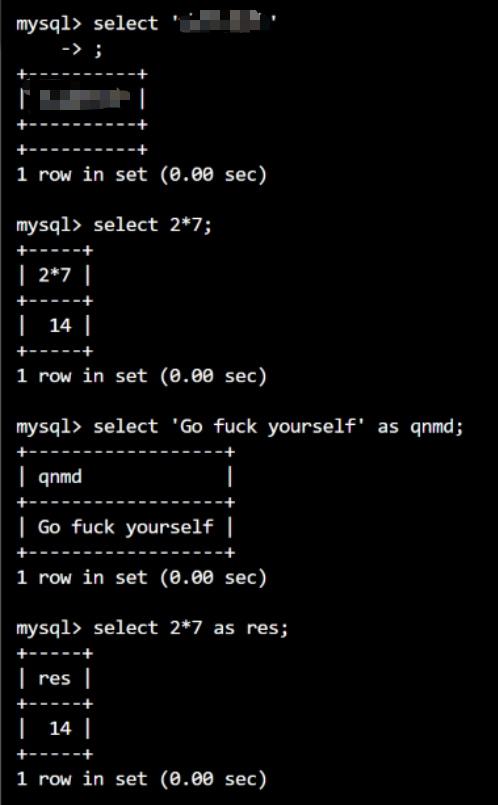 mysql> select ' '
-> ;
+----------+
| |
+----------+
+----------+
1 row in set (0.00 sec)
mysql> select 2*7;
+-----+
| 2*7 |
+-----+
|  14 |
+-----+
1 row in set (0.00 sec)
mysql> select 'Go fuck yourself' as qnmd;
+------------------+
| qnmd             |
+------------------+
| Go fuck yourself |
+------------------+
1 row in set (0.00 sec)
mysql> select 2*7 as res;
+-----+
| res |
+-----+
|  14 |
+-----+
1 row in set (0.00 sec)